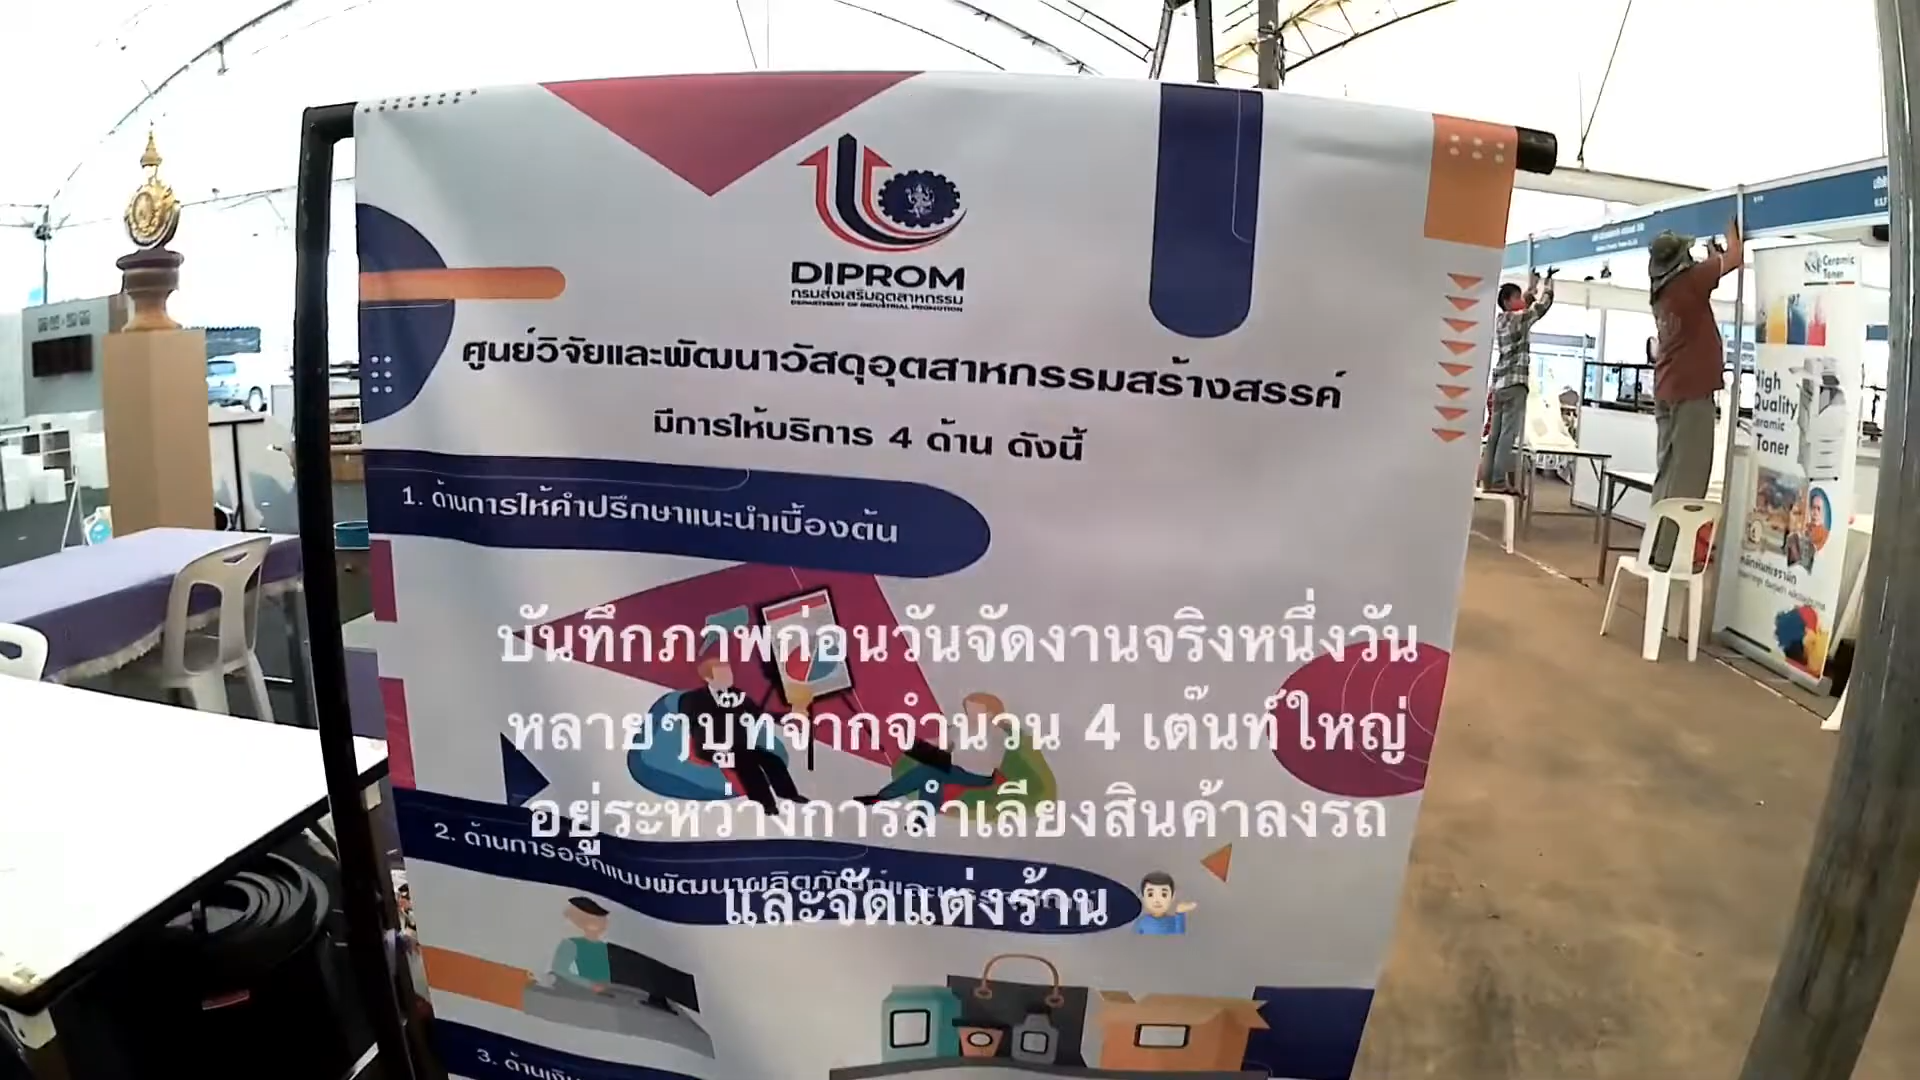 DIPROM
กรมส่งเสริมอุตสาหกรรม
DEPARTMENT OF INDUSTRIAL PROMOTION
ศูนย์วิจัยและพัฒนาวัสดุอุตสาหกรรมสร้างสรรค์
มีการให้บริการ 4 ด้าน ดังนี้
1. ด้านการให้คำปรึกษาแนะนำเบื้องต้น
บันทึกภาพก่อนวันจัดงานจริงหนึ่งวัน
หลายๆบู๊ทจากจำนวน 4 เต๊นท์ใหญ่
อยู่ระหว่างการลำเลียงสินค้าลงรถ
และจัดแต่งร้าน 💁🏻‍♂️
2. ด้านการออกแบบพัฒนาผลิตภัณฑ์
3. ด้าน
Ceramic
Toner
High
Quality
Ceramic
Toner